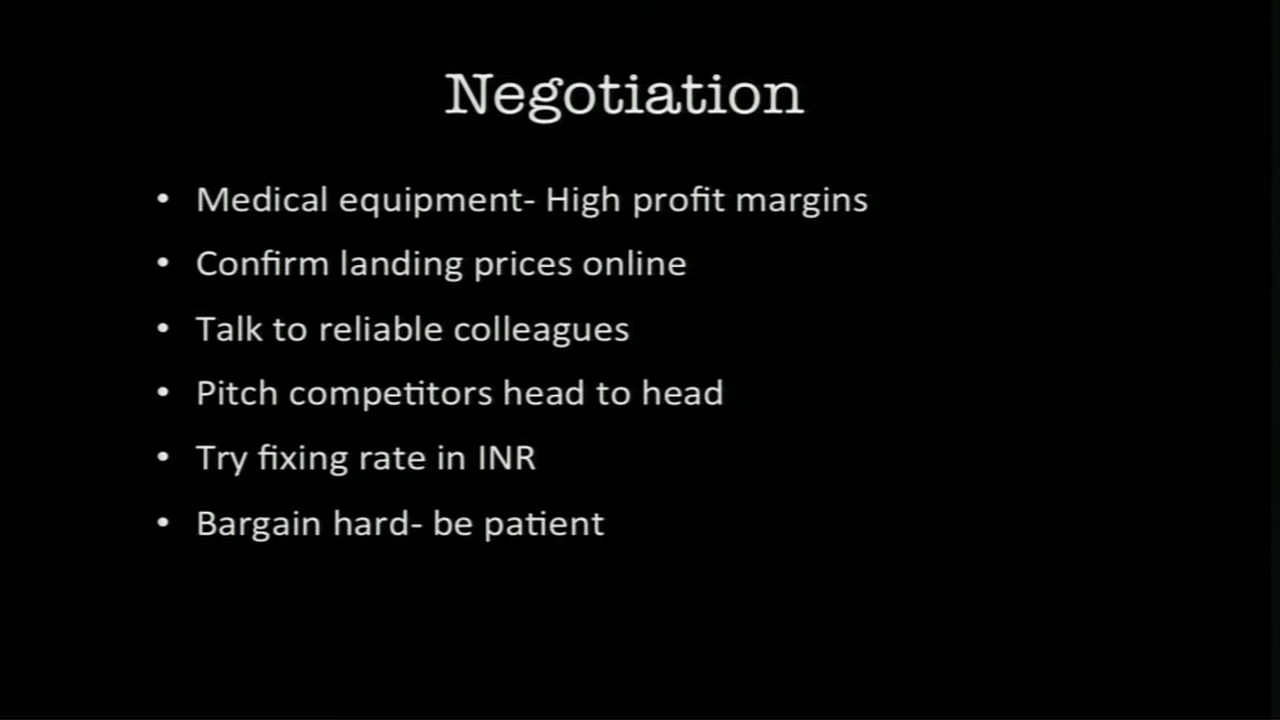 Negotiation
• Medical equipment- High profit margins
• Confirm landing prices online
• Talk to reliable colleagues
• Pitch competitors head to head
• Try fixing rate in INR
• Bargain hard- be patient